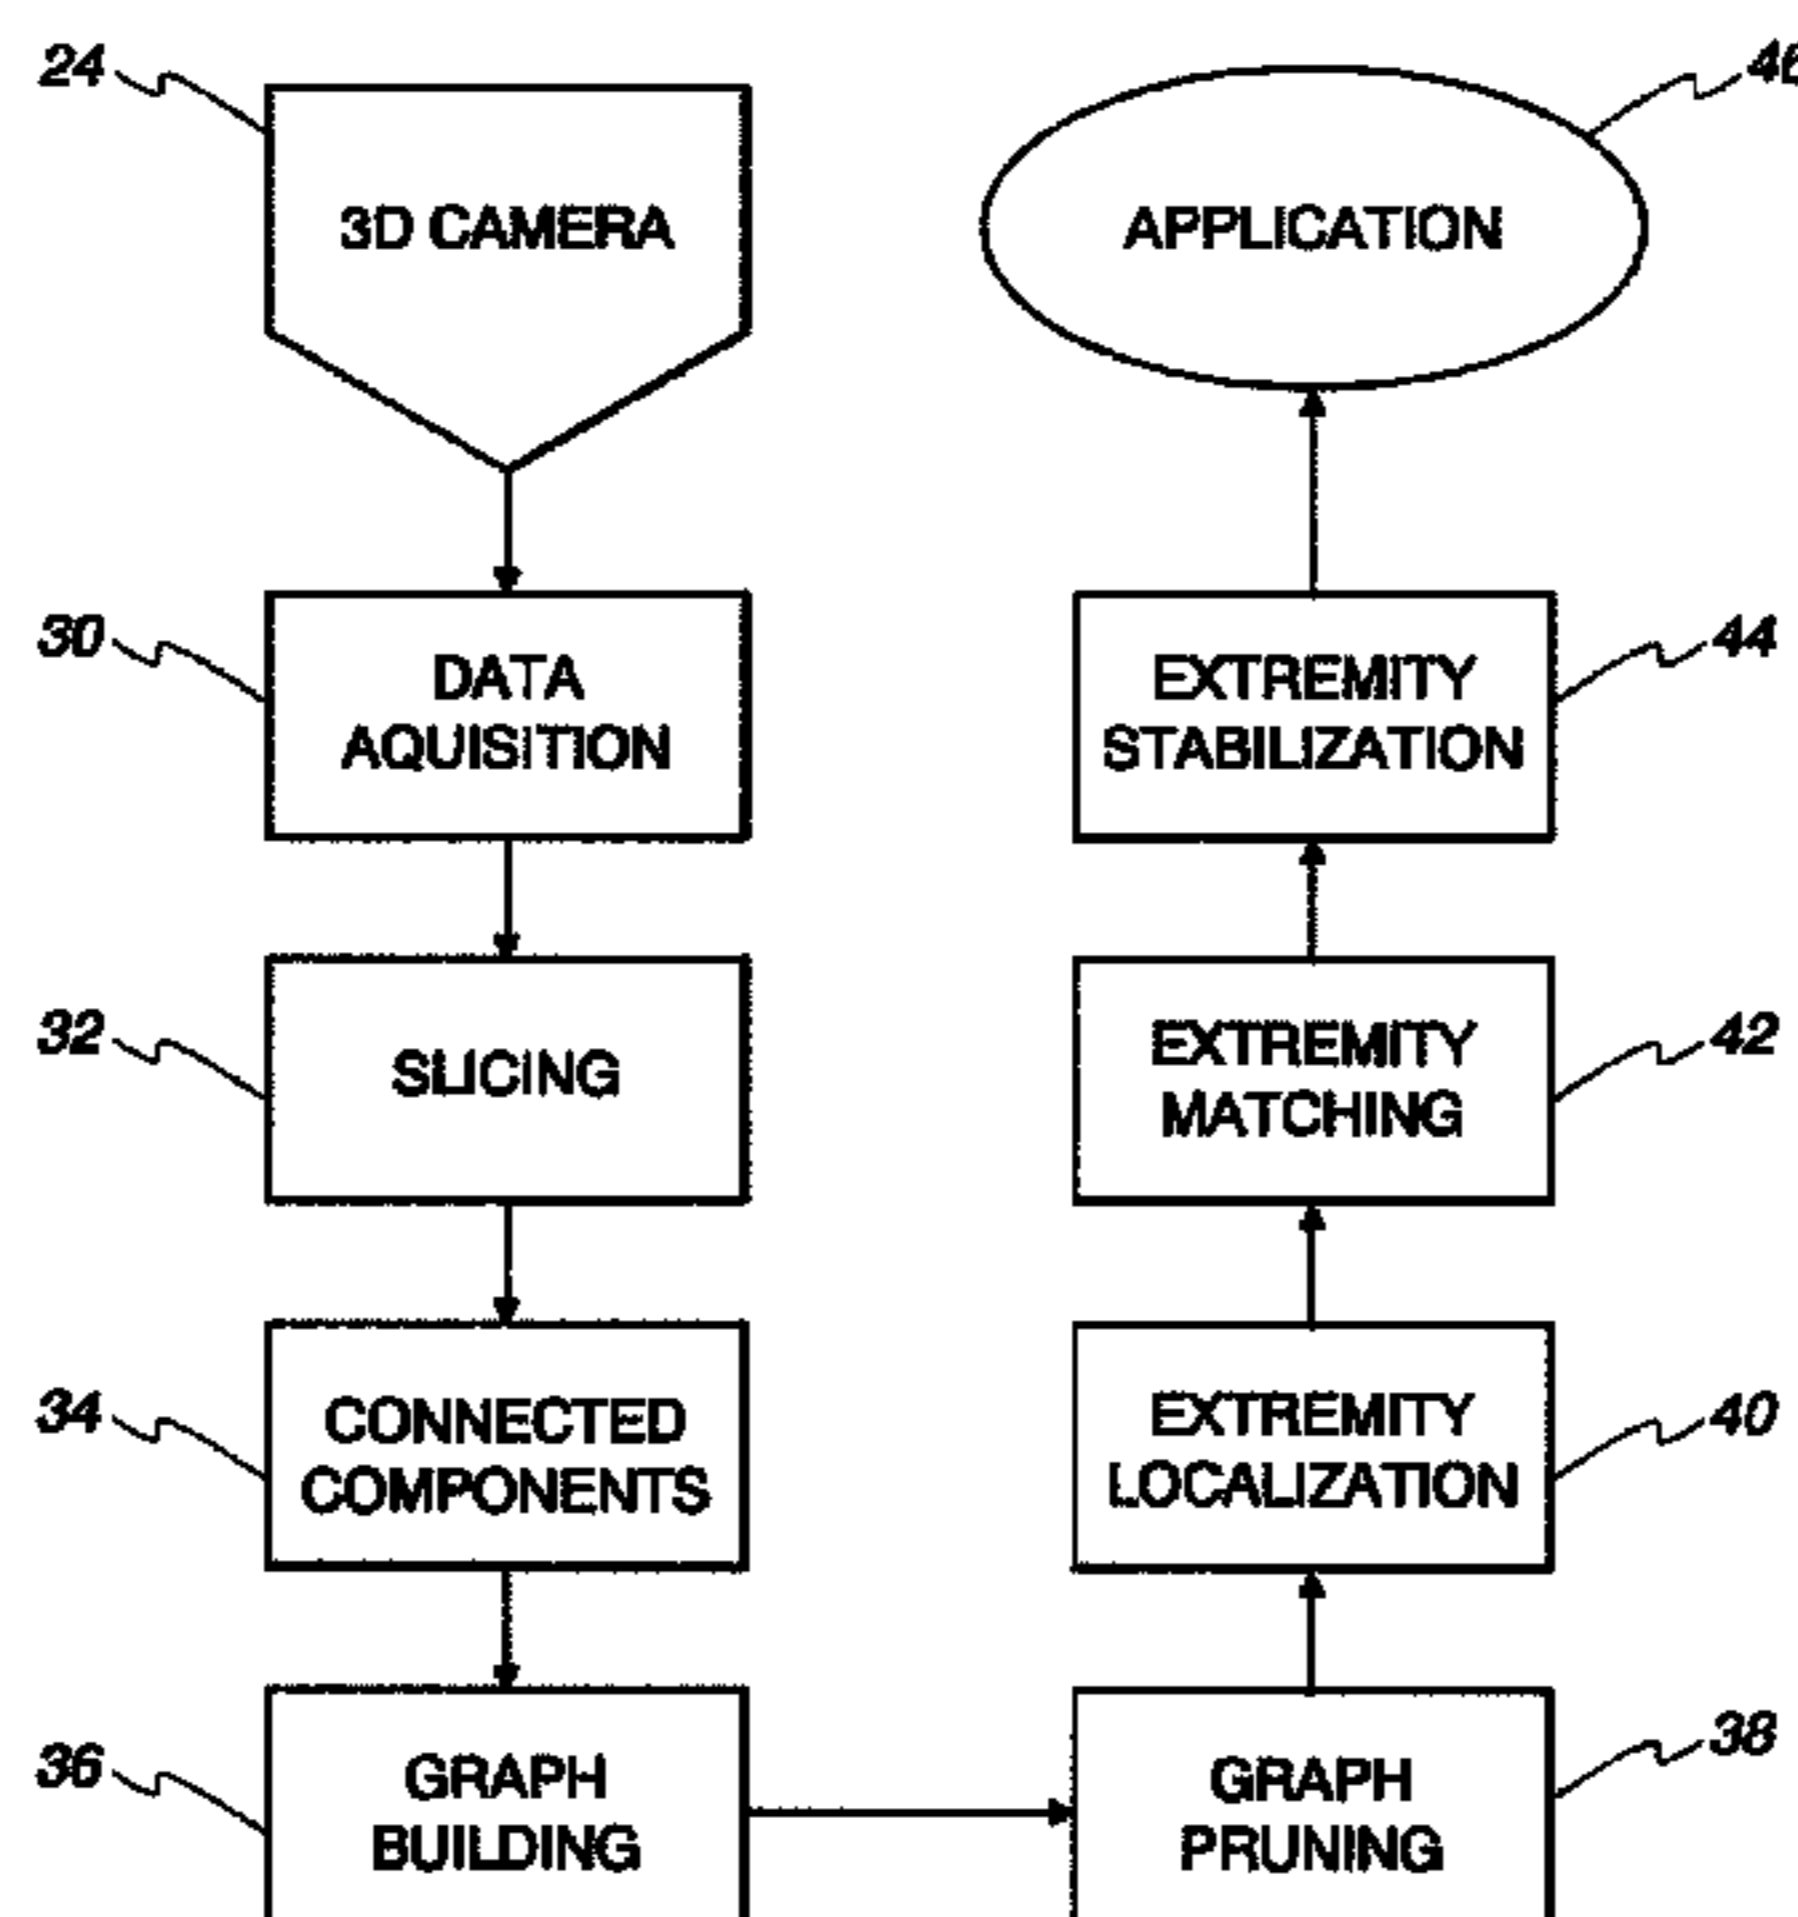 24
3D CAMERA
30
DATA
AQUISITION
32
SLICING
34
CONNECTED
COMPONENTS
36
GRAPH
BUILDING
46
APPLICATION
44
EXTREMITY
STABILIZATION
42
EXTREMITY
MATCHING
40
EXTREMITY
LOCALIZATION
38
GRAPH
PRUNING